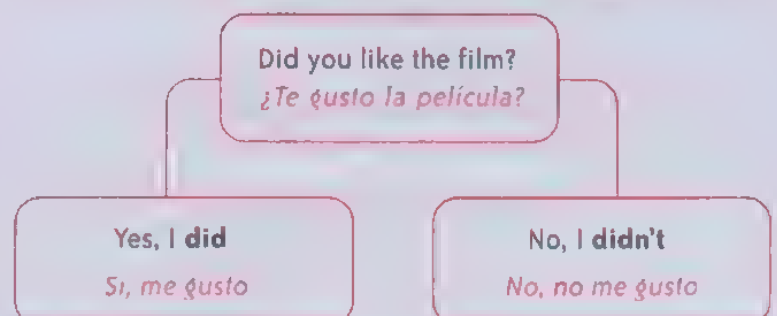 Did you like the film?
¿Te gusto la película?
Yes, I did
Si, me gusto
No, I didn't
No, no me gusto